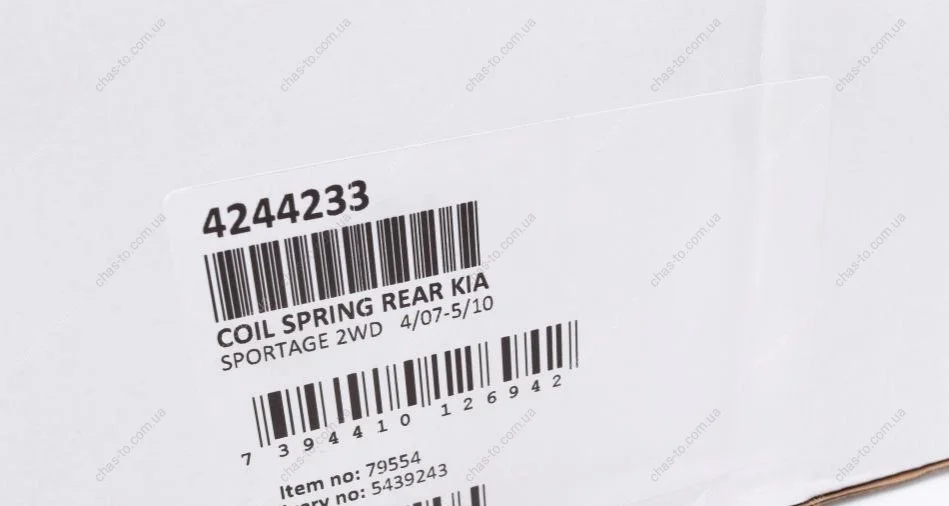 4244233
COIL SPRING REAR KIA
SPORTAGE 2WD 4/07-5/10
7 394410 126942
Item no: 79554
no: 5439243
chas-to.com.ua